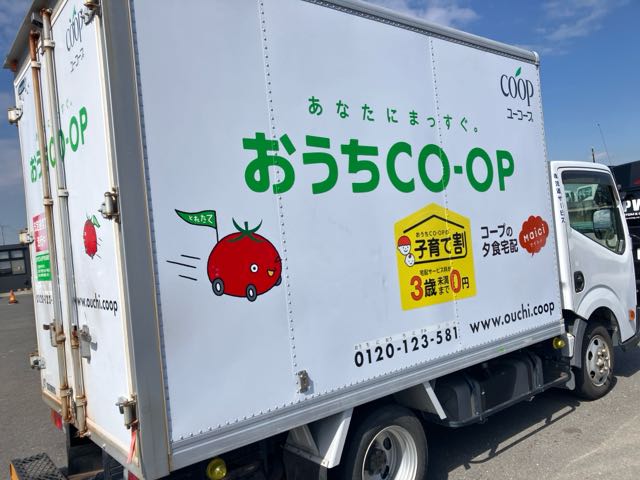 COOP
ユーコープ
あなたにまっすぐ。
おうちCO-OP
とれたて
おうちCO-OPの
子育て割
宅配サービス料が
3歳未満まで0円
コープの
夕食宅配
maici
0120-123-581
www.ouchi.coop
COOP
ユーコープ
CO-OP
www.ouchi.coop
0120-123-